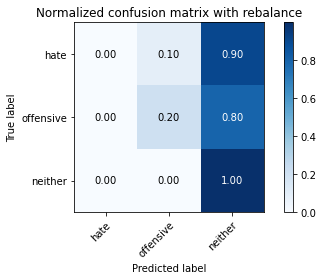 Normalized confusion matrix with rebalance
True label
hate
offensive
neither
0.00 0.10 0.90
0.00 0.20 0.80
0.00 0.00 1.00
hate
offensive
neither
Predicted label
0.8
0.6
0.4
0.2
0.0